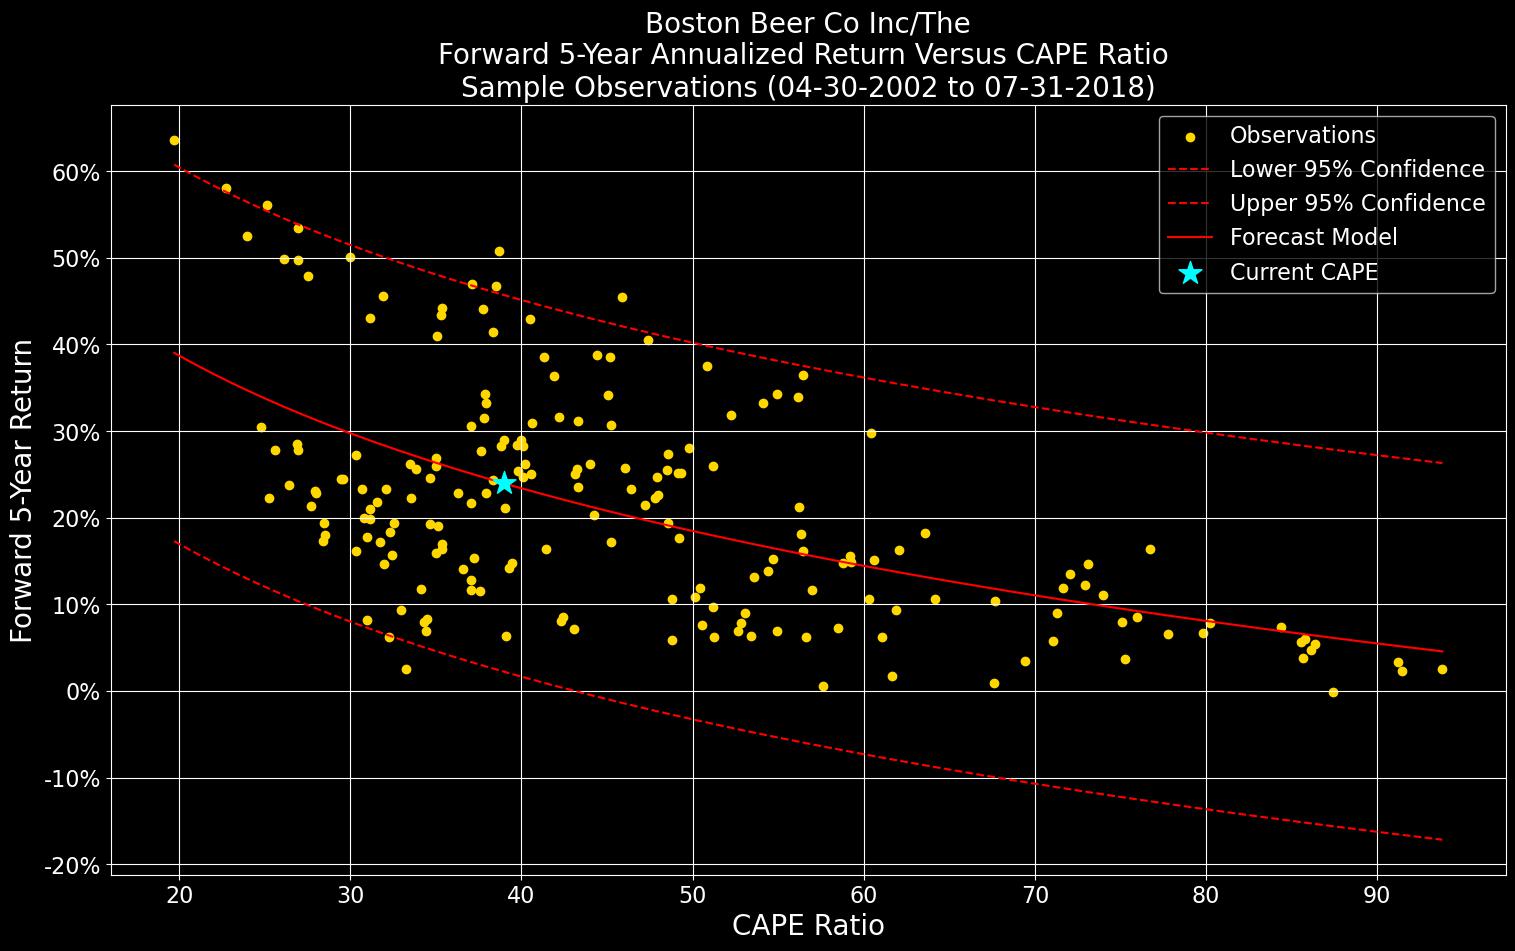 Boston Beer Co Inc/The
Forward 5-Year Annualized Return Versus CAPE Ratio
Sample Observations (04-30-2002 to 07-31-2018)
Observations
Lower 95% Confidence
Upper 95% Confidence
Forecast Model
Current CAPE
Forward 5-Year Return
60%
50%
40%
30%
20%
10%
0%
-10%
-20%
20 30 40 50 60 70 80 90
CAPE Ratio